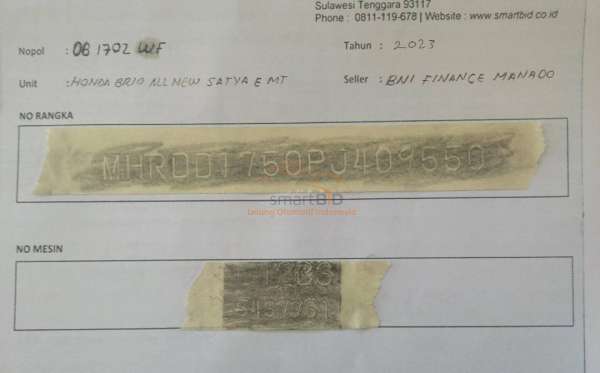 Sulawesi Tenggara 93117
Phone : 0811-119-678 | Website : www.smartbid.co.id
Nopol : DB 1702 WF Tahun : 2023
Unit : HONDA BRIO ALL NEW SATYA E MT Seller : BNI FINANCE MANADO
NO RANGKA
MHRDD1750PJ409550
smartBID
Lelang Otomotif Indonesia
NO MESIN